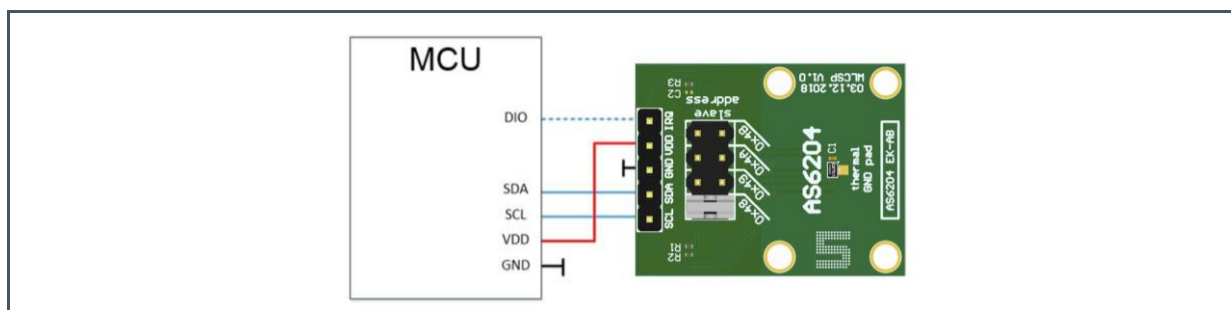 MCU
DIO
SDA
SCL
VDD
GND
R3
C2
slave
address
IRQ
VDD
GND
SDA
SCL
0x4B
0x4A
0x49
0x48
R1
R2
03.12.2018
WLCSP V1.0
AS6204
C1
thermal
GND pad
AS6204 EK-AB